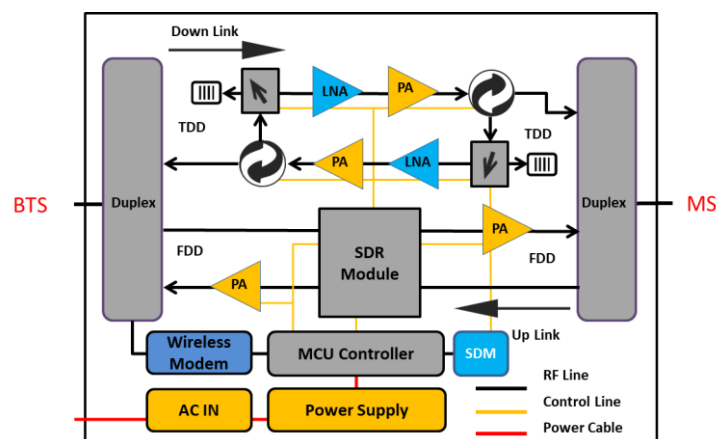 Down Link
LNA
PA
TDD
TDD
PA
LNA
BTS
Duplex
Duplex
MS
SDR
Module
PA
FDD
FDD
PA
Up Link
Wireless
Modem
MCU Controller
SDM
RF Line
AC IN
Power Supply
Control Line
Power Cable